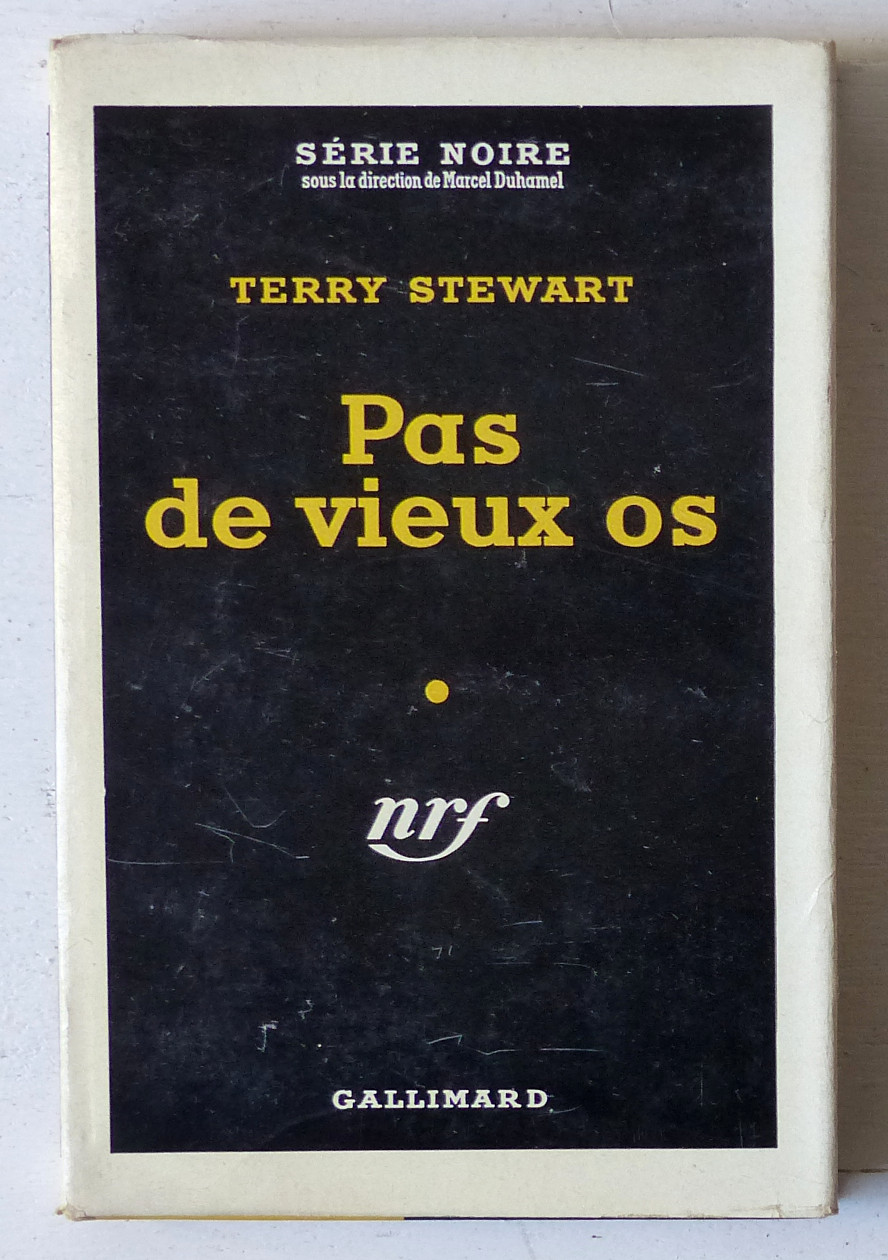 SÉRIE NOIRE
sous la direction de Marcel Duhamel
TERRY STEWART
Pas
de vieux os
nrf
GALLIMARD